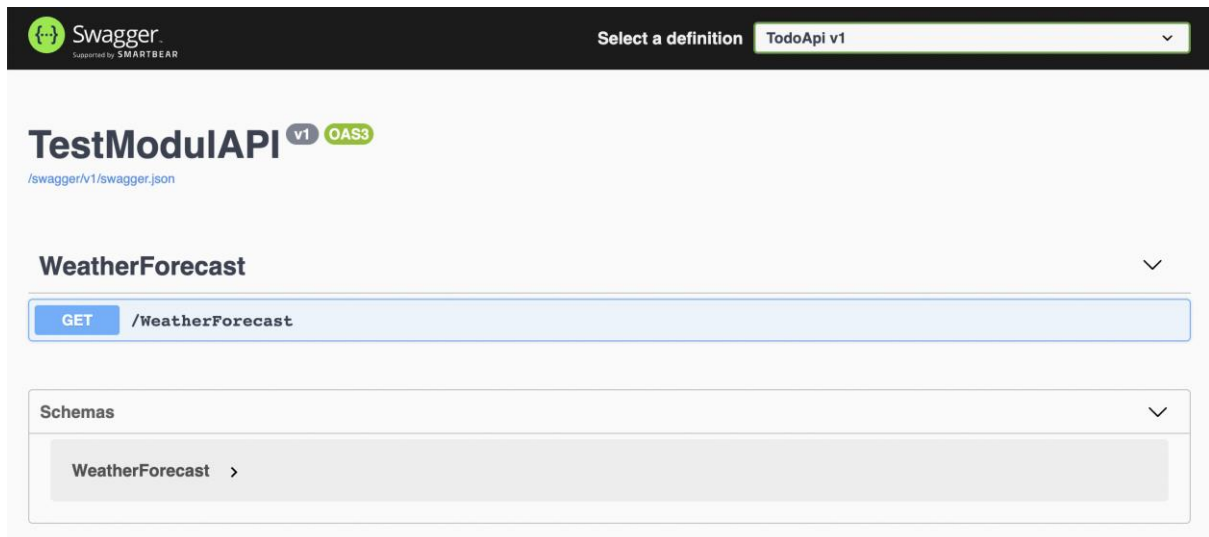 {...} Swagger.
Supported by SMARTBEAR
Select a definition TodoApi v1
TestModulAPI v1 OAS3
/swagger/v1/swagger.json
WeatherForecast
GET /WeatherForecast
Schemas
WeatherForecast